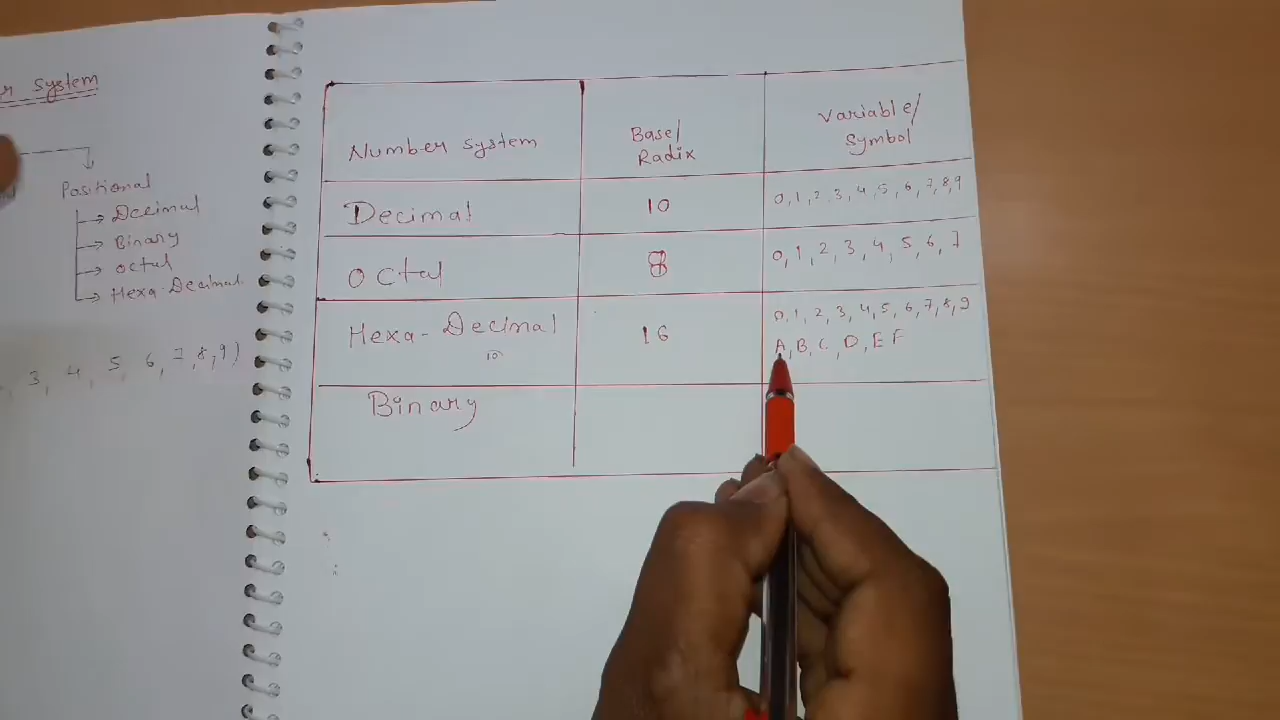 er System
Positional
Decimal
Binary
octal
Hexa-Decimal
3, 4, 5 6, 7, 8, 9)
Number system
Base/
Radix
Variable/
Symbol
Decimal
10
0, 1, 2, 3, 4, 5, 6, 7, 8, 9
octal
8
0, 1, 2, 3, 4, 5, 6, 7
Hexa-Decimal
10
16
0, 1, 2, 3, 4, 5, 6, 7, 8, 9
A, B, C, D, E F
Binary